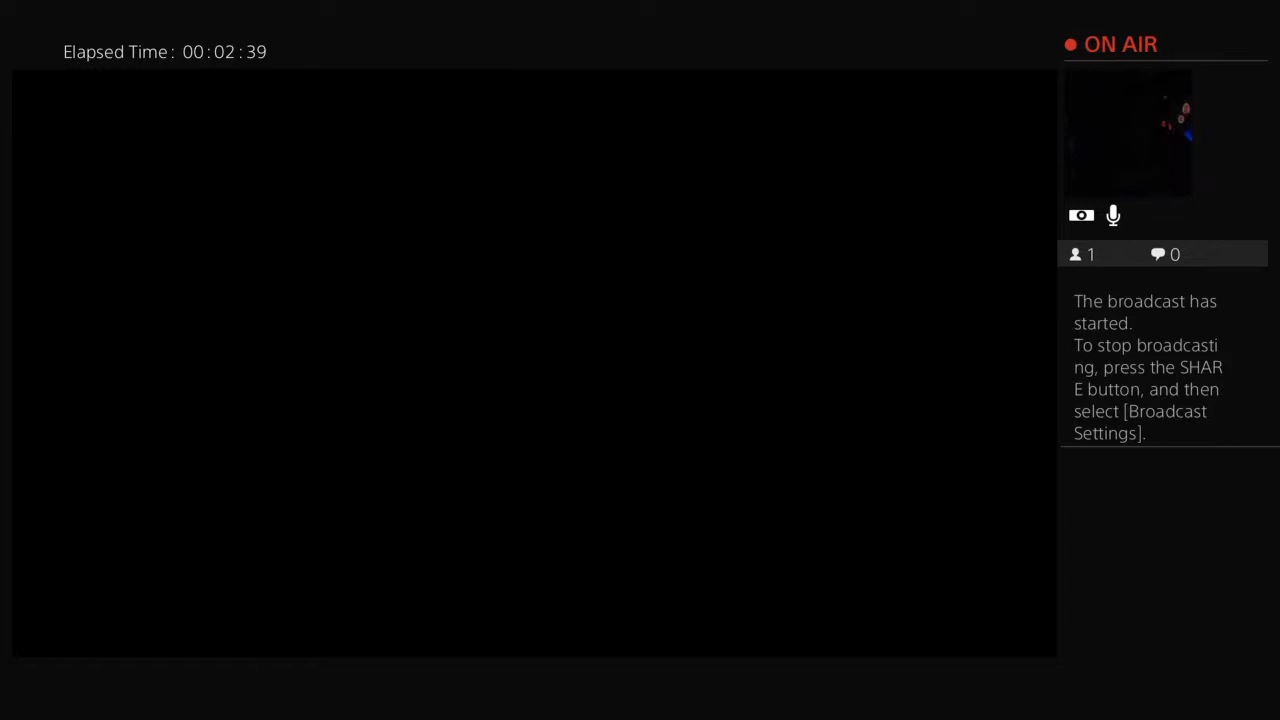 Elapsed Time: 00:02:39
ON AIR
1 0
The broadcast has
started.
To stop broadcasti
ng, press the SHAR
E button, and then
select [Broadcast
Settings].